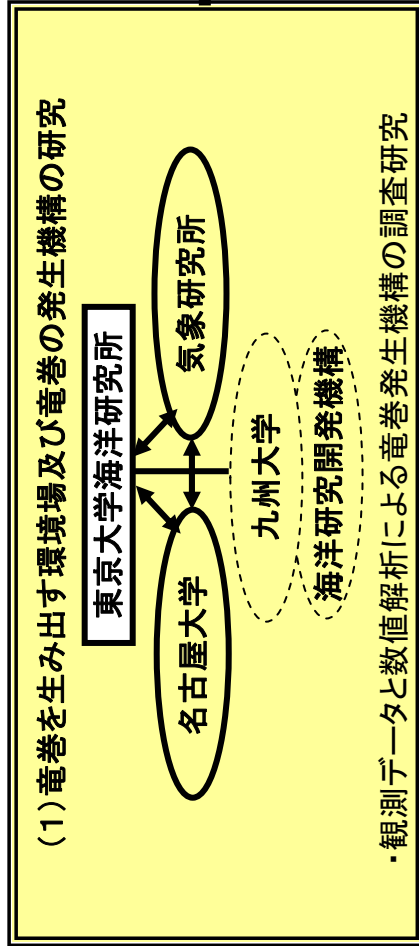 (1)竜巻を生み出す環境場及び竜巻の発生機構の研究
東京大学海洋研究所
名古屋大学
気象研究所
九州大学
海洋研究開発機構
・観測データと数値解析による竜巻発生機構の調査研究